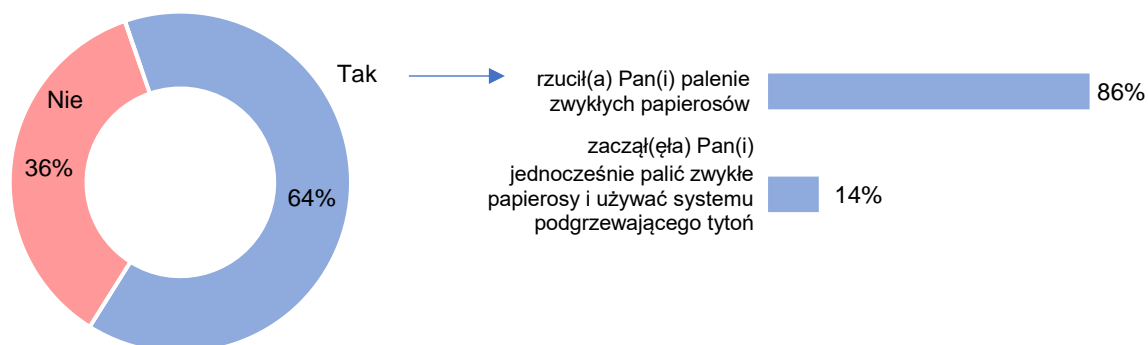 Nie
36%
64%
Tak
rzucił(a) Pan(i) palenie
zwykłych papierosów
86%
zaczął(ęła) Pan(i)
jednocześnie palić zwykłe
papierosy i używać systemu
podgrzewającego tytoń
14%